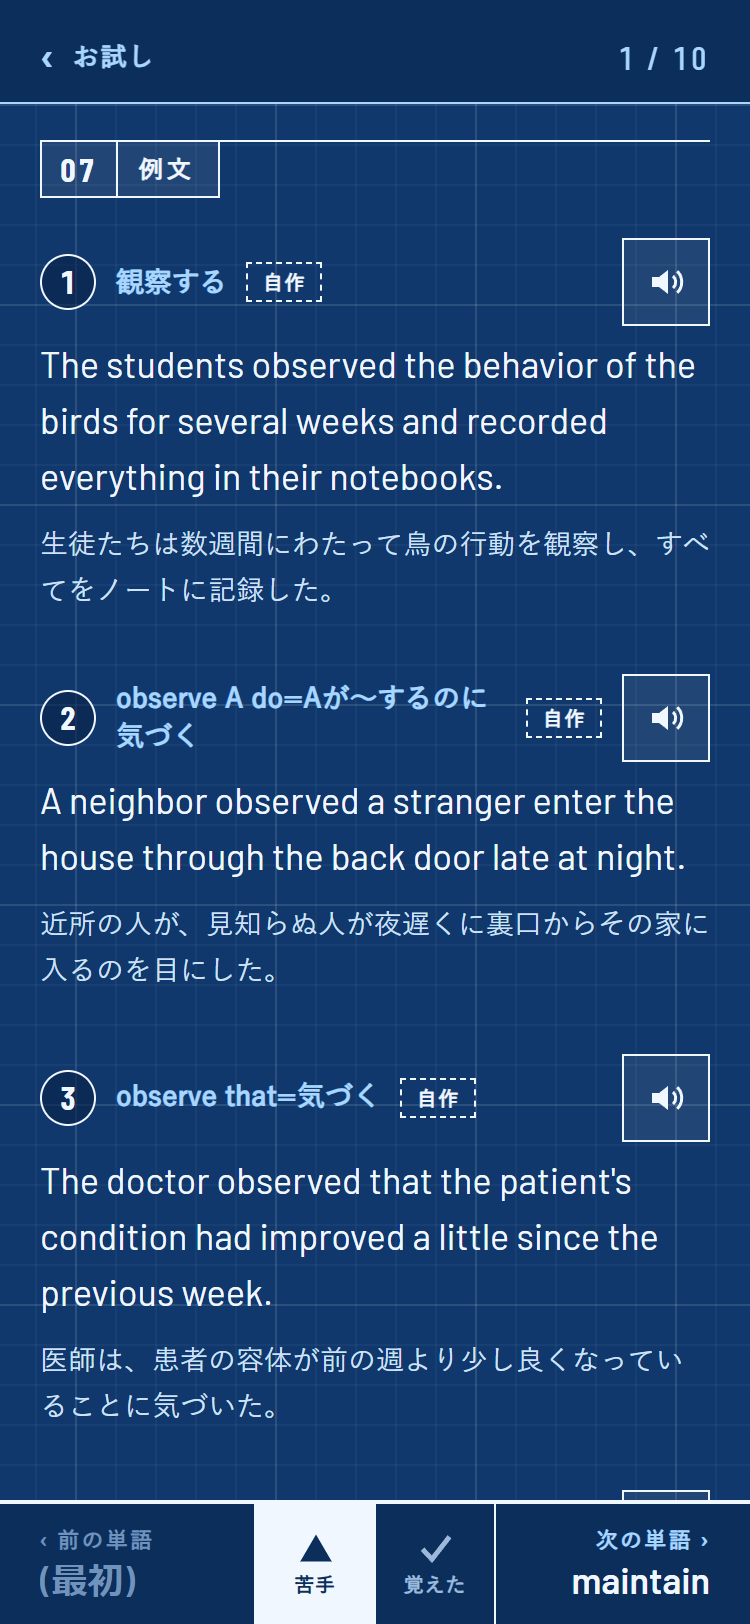 ‹ お試し
1 / 10
07 例文
1 観察する 自作
The students observed the behavior of the
birds for several weeks and recorded
everything in their notebooks.
生徒たちは数週間にわたって鳥の行動を観察し、すべ
てをノートに記録した。
2 observe A do＝Aが〜するのに
気づく 自作
A neighbor observed a stranger enter the
house through the back door late at night.
近所の人が、見知らぬ人が夜遅くに裏口からその家に
入るのを目にした。
3 observe that＝気づく 自作
The doctor observed that the patient's
condition had improved a little since the
previous week.
医師は、患者の容体が前の週より少し良くなってい
ることに気づいた。
‹ 前の単語
(最初)
苦手
覚えた
次の単語 ›
maintain